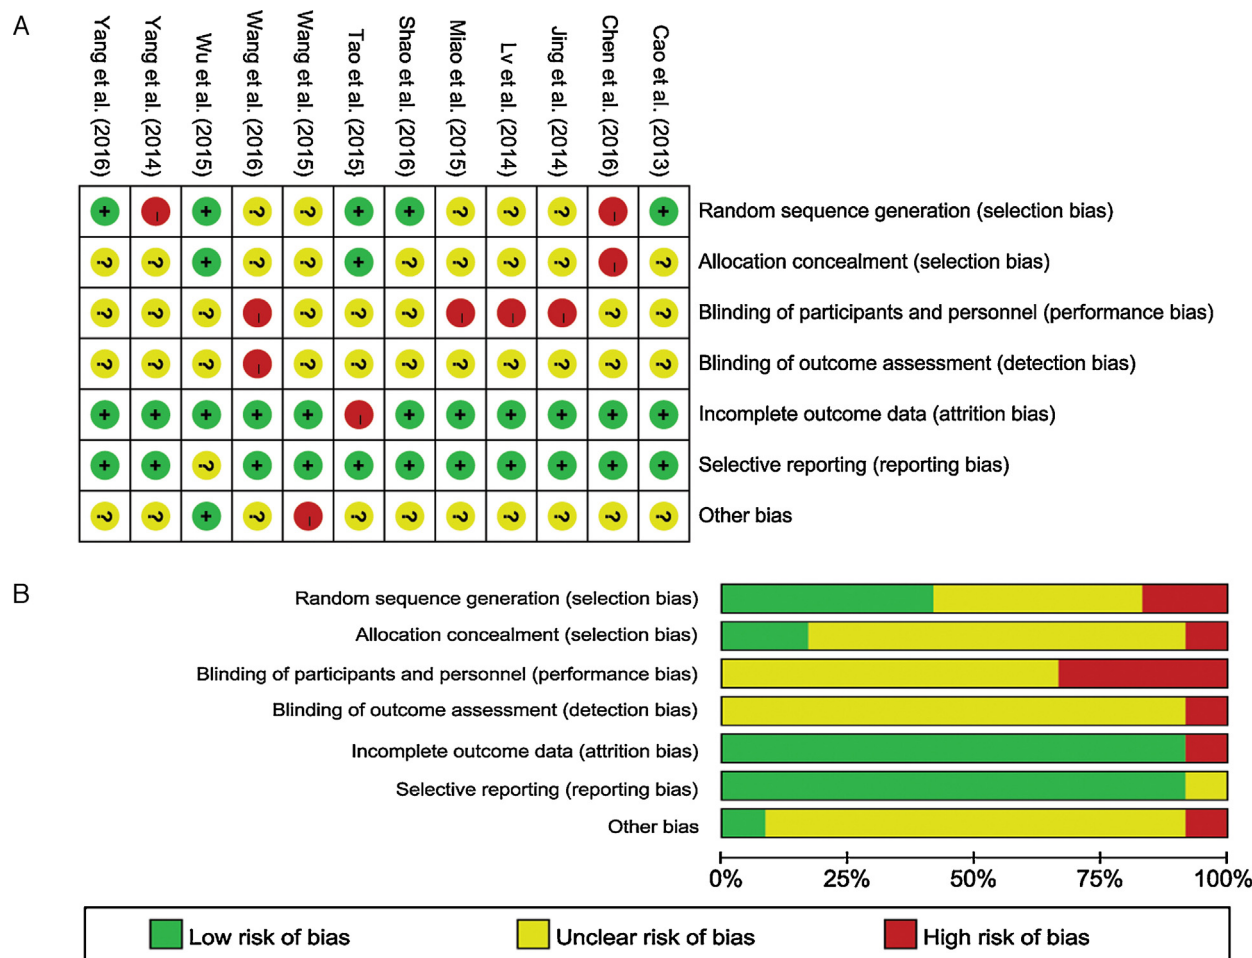 A
Yang et al. (2016)
Yang et al. (2014)
Wu et al. (2015)
Wang et al. (2016)
Wang et al. (2015)
Tao et al. (2015}
Shao et al. (2016)
Miao et al. (2015)
Lv et al. (2014)
Jing et al. (2014)
Chen et al. (2016)
Cao et al. (2013)
+ - + ? ? + + ? ? ? - + Random sequence generation (selection bias)
? ? + ? ? + ? ? ? ? - ? Allocation concealment (selection bias)
? ? ? - ? ? ? - - - ? ? Blinding of participants and personnel (performance bias)
? ? ? - ? ? ? ? ? ? ? ? Blinding of outcome assessment (detection bias)
+ + + + + - + + + + + + Incomplete outcome data (attrition bias)
+ + ? + + + + + + + + + Selective reporting (reporting bias)
? ? + ? - ? ? ? ? ? ? ? Other bias
B
Random sequence generation (selection bias)
Allocation concealment (selection bias)
Blinding of participants and personnel (performance bias)
Blinding of outcome assessment (detection bias)
Incomplete outcome data (attrition bias)
Selective reporting (reporting bias)
Other bias
0% 25% 50% 75% 100%
Low risk of bias Unclear risk of bias High risk of bias